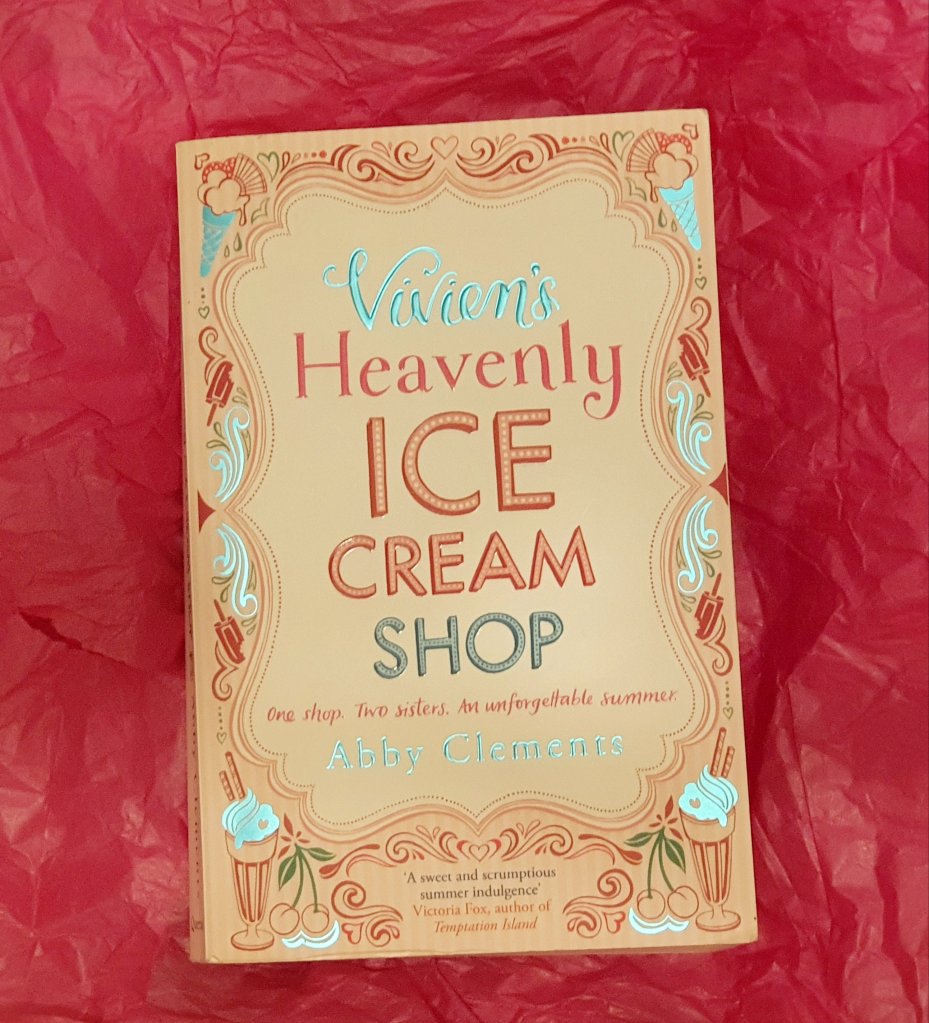 Vivien's
Heavenly
ICE
CREAM
SHOP
One shop. Two sisters. An unforgettable summer.
Abby Clements
'A sweet and scrumptious
summer indulgence'
Victoria Fox, author of
Temptation Island